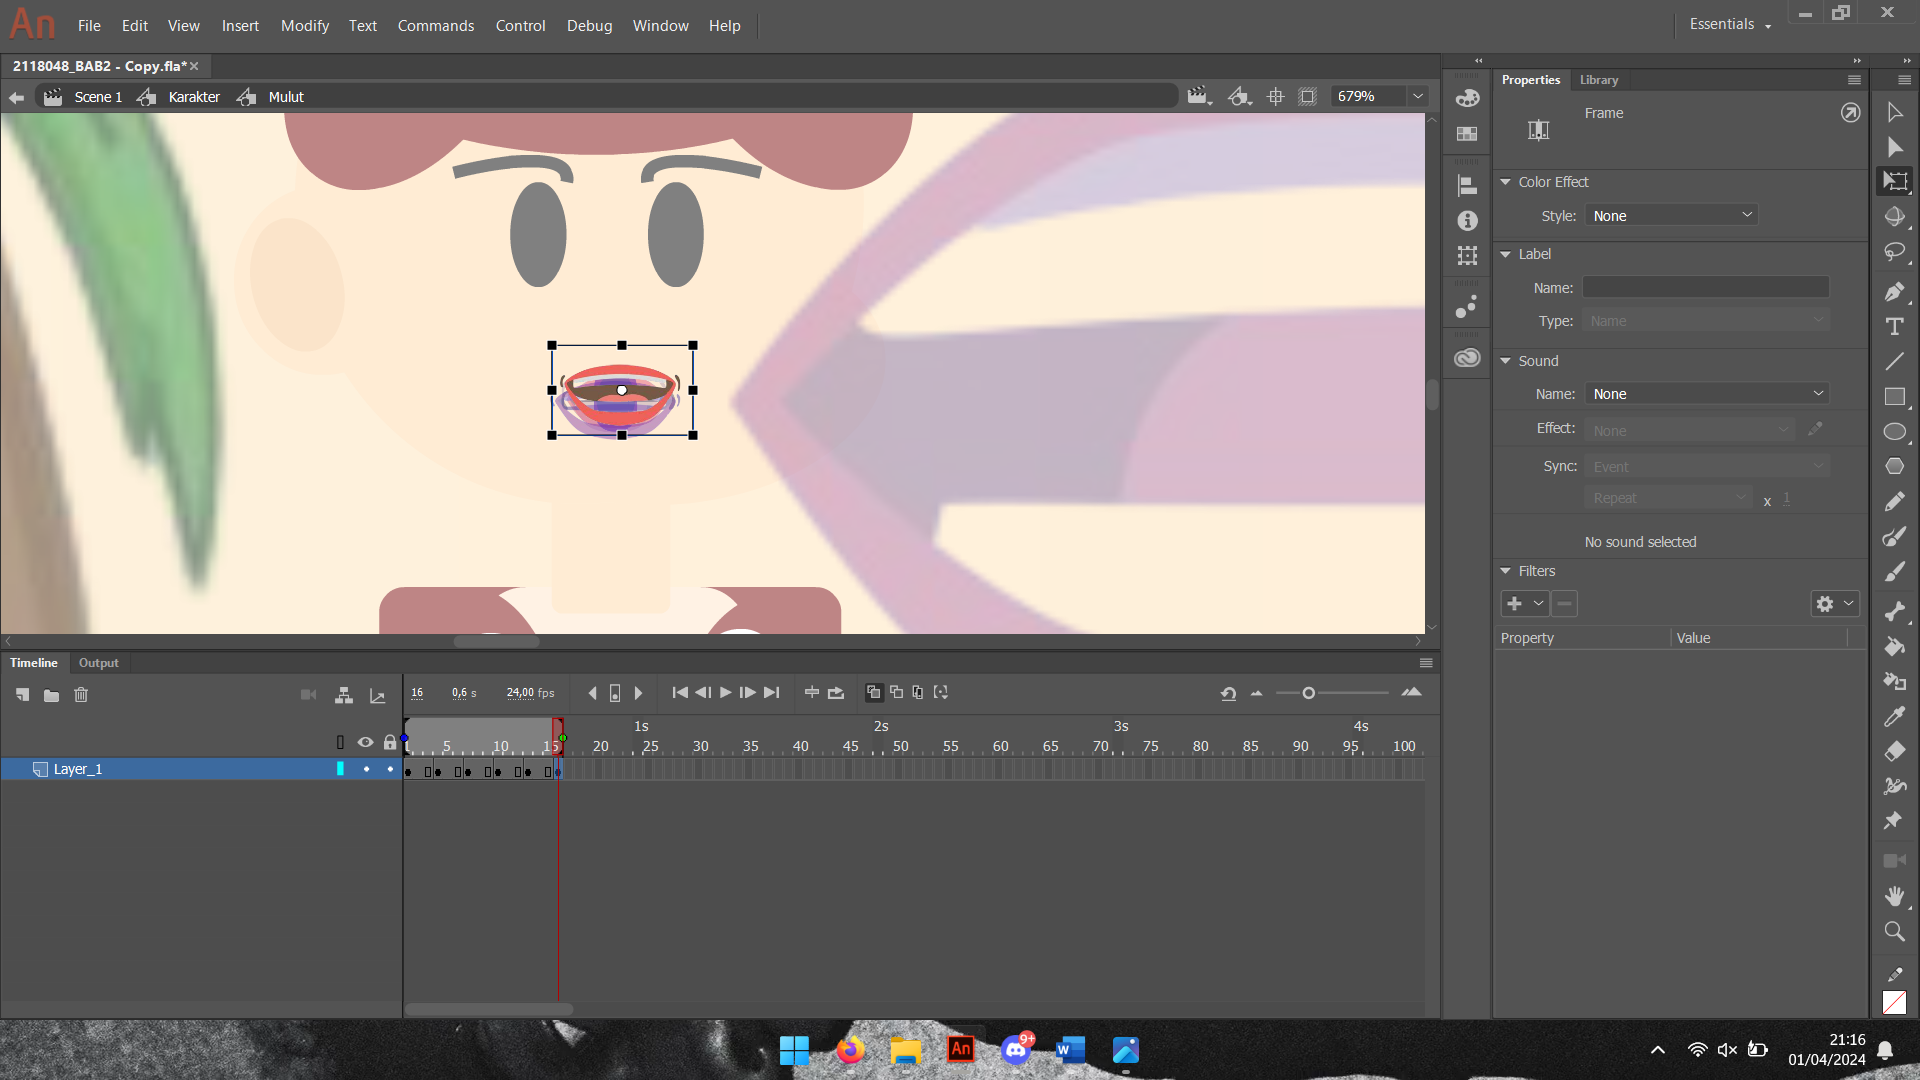 An File Edit View Insert Modify Text Commands Control Debug Window Help Essentials
2118048_BAB2 - Copy.fla*
Scene 1 Karakter Mulut 679%
Properties Library
Frame
Color Effect
Style: None
Label
Name:
Type: Name
Sound
Name: None
Effect: None
Sync: Event
Repeat x 1
No sound selected
Filters
Property Value
Timeline Output
16 0,6 s 24,00 fps
1s 2s 3s 4s
1 5 10 15 20 25 30 35 40 45 50 55 60 65 70 75 80 85 90 95 100
Layer_1
An 9+ W
21:16
01/04/2024